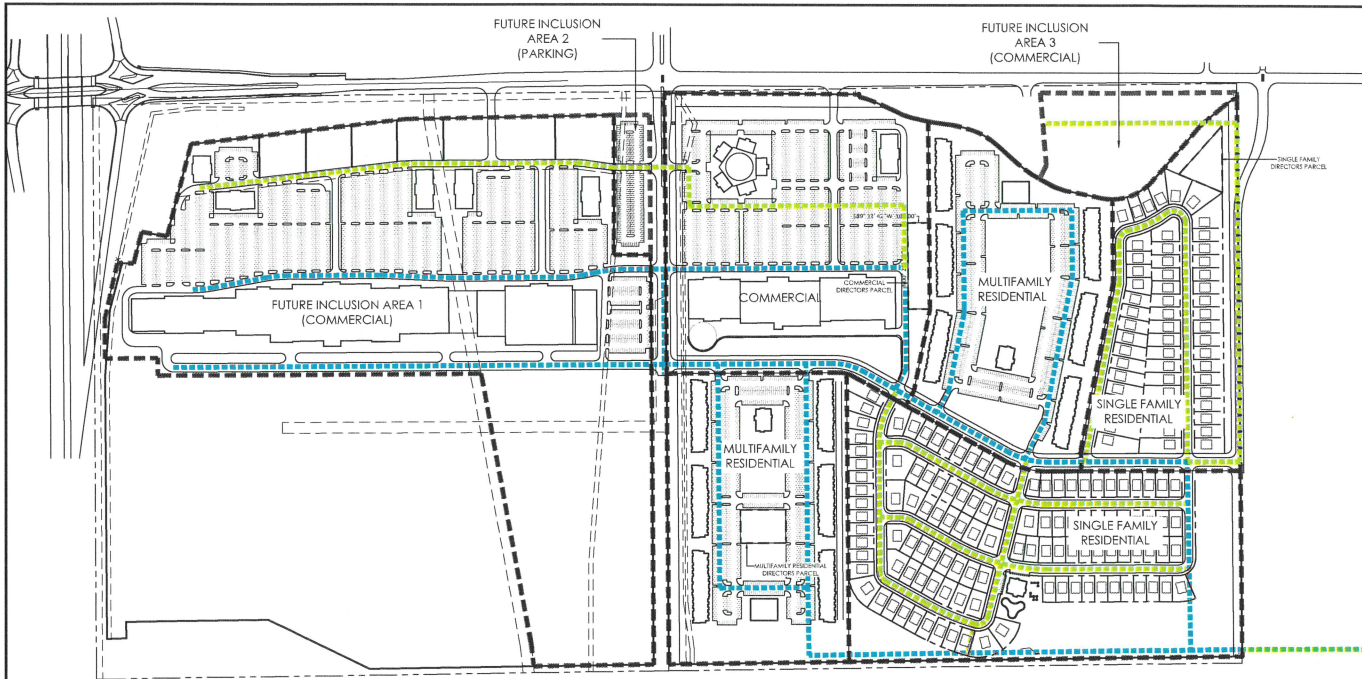 FUTURE INCLUSION
AREA 2
(PARKING)
FUTURE INCLUSION
AREA 3
(COMMERCIAL)
SINGLE FAMILY
DIRECTORS PARCEL
MULTIFAMILY
RESIDENTIAL
COMMERCIAL
DIRECTORS PARCEL
COMMERCIAL
FUTURE INCLUSION AREA 1
(COMMERCIAL)
SINGLE FAMILY
RESIDENTIAL
MULTIFAMILY
RESIDENTIAL
SINGLE FAMILY
RESIDENTIAL
MULTIFAMILY RESIDENTIAL
DIRECTORS PARCEL